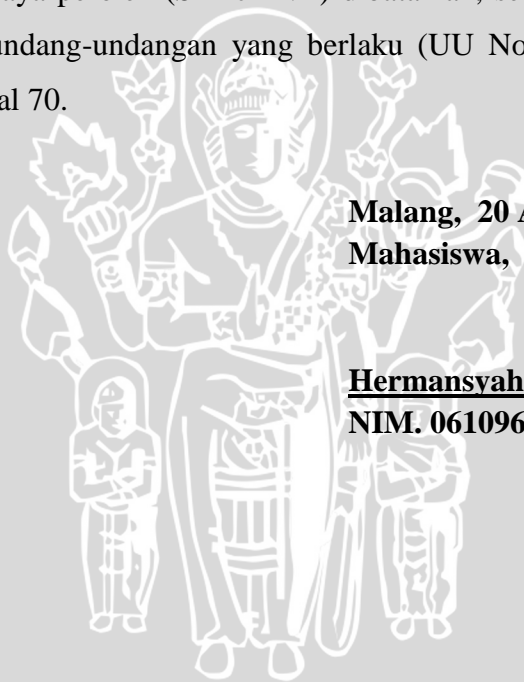 undang-undangan yang berlaku (UU No
al 70.
Malang, 20 A
Mahasiswa,
Hermansyah
NIM. 061096